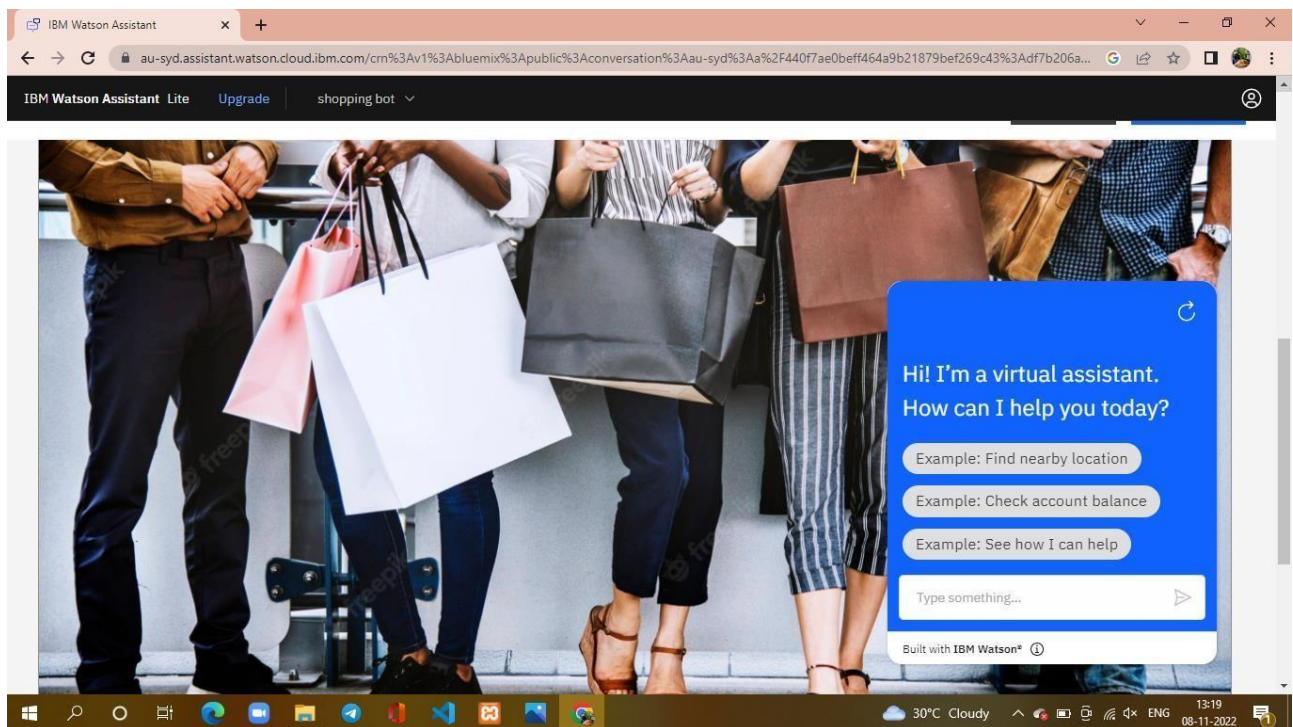 IBM Watson Assistant
au-syd.assistant.watson.cloud.ibm.com/crn%3Av1%3Abluemix%3Apublic%3Aconversation%3Aau-syd%3Aa%2F440f7ae0beff464a9b21879bef269c43%3Adf7b206a...
IBM Watson Assistant Lite Upgrade shopping bot
freepik
freepik
Hi! I'm a virtual assistant.
How can I help you today?
Example: Find nearby location
Example: Check account balance
Example: See how I can help
Type something...
Built with IBM Watson®
30°C Cloudy ENG 13:19
08-11-2022